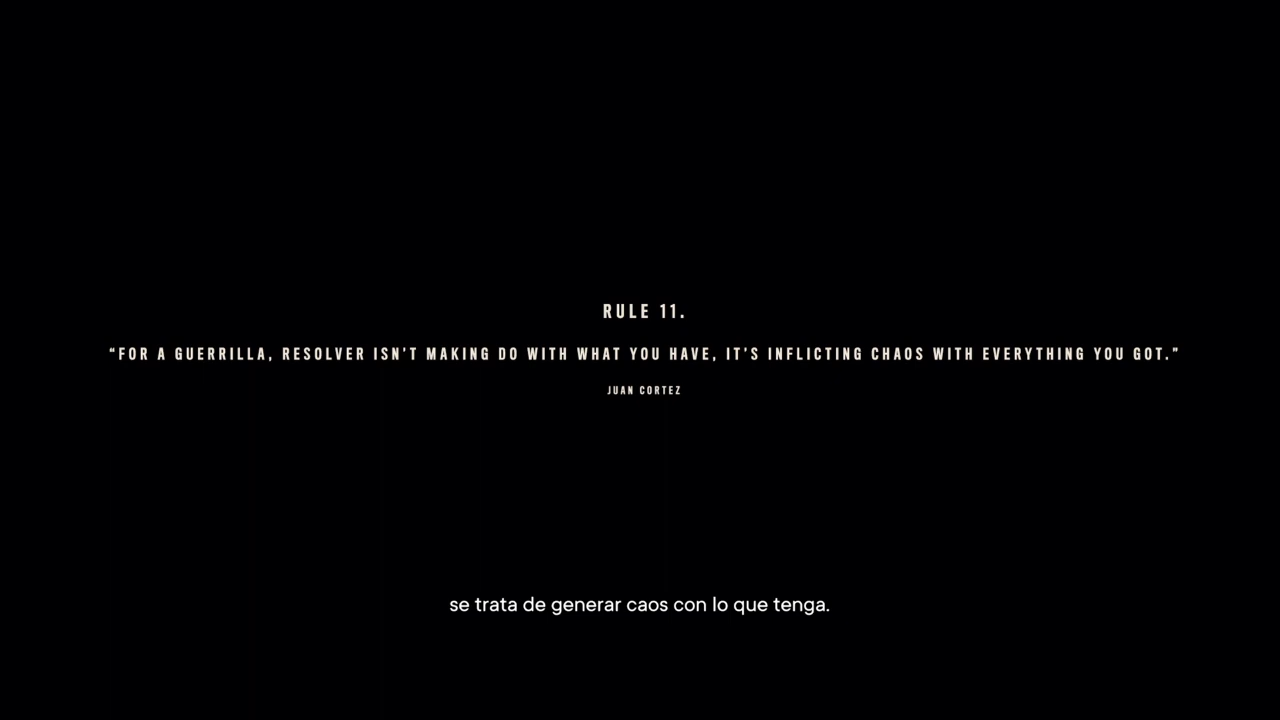 RULE 11.
“FOR A GUERRILLA, RESOLVER ISN'T MAKING DO WITH WHAT YOU HAVE, IT'S INFLICTING CHAOS WITH EVERYTHING YOU GOT.”
JUAN CORTEZ
se trata de generar caos con lo que tenga.